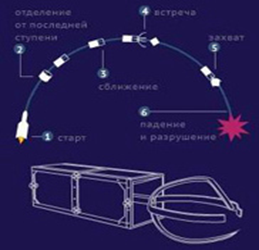 отделение
от последней
ступени
2
4 встреча
5
захват
3
сближение
6
падение
и разрушение
1 старт